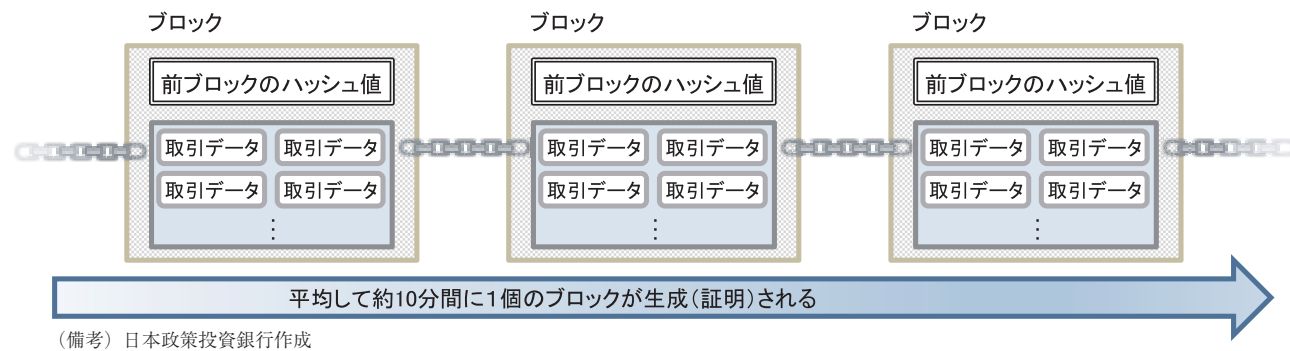 ブロック ブロック ブロック
前ブロックのハッシュ値 前ブロックのハッシュ値 前ブロックのハッシュ値
取引データ 取引データ 取引データ 取引データ 取引データ 取引データ
取引データ 取引データ 取引データ 取引データ 取引データ 取引データ
⋮ ⋮ ⋮
平均して約10分間に1個のブロックが生成(証明)される
(備考)日本政策投資銀行作成